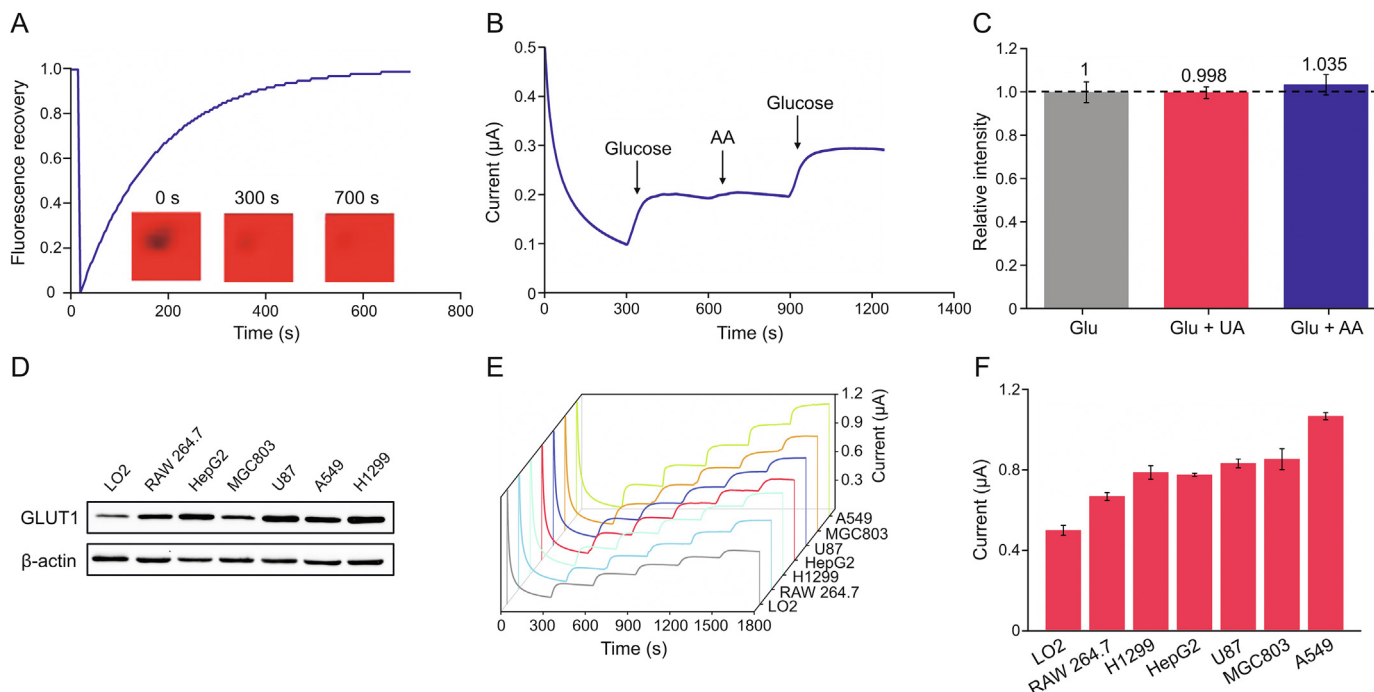 A
Fluorescence recovery
1.0
0.8
0.6
0.4
0.2
0
0 s
300 s
700 s
0
200
400
600
800
Time (s)
B
Current (μA)
0.5
0.4
0.3
0.2
0.1
0
Glucose
AA
Glucose
0
300
600
900
1200
1400
Time (s)
C
Relative intensity
1.2
1.0
0.8
0.6
0.4
1.2
0
1
0.998
1.035
Glu
Glu + UA
Glu + AA
D
LO2
RAW 264.7
HepG2
MGC803
U87
A549
H1299
GLUT1
β-actin
E
1.2
0.9
0.6
0.3
Current (μA)
A549
MGC803
U87
HepG2
H1299
RAW 264.7
LO2
0
300
600
900
1200
1500
1800
Time (s)
F
Current (μA)
1.2
0.8
0.4
0
LO2
RAW 264.7
H1299
HepG2
U87
MGC803
A549